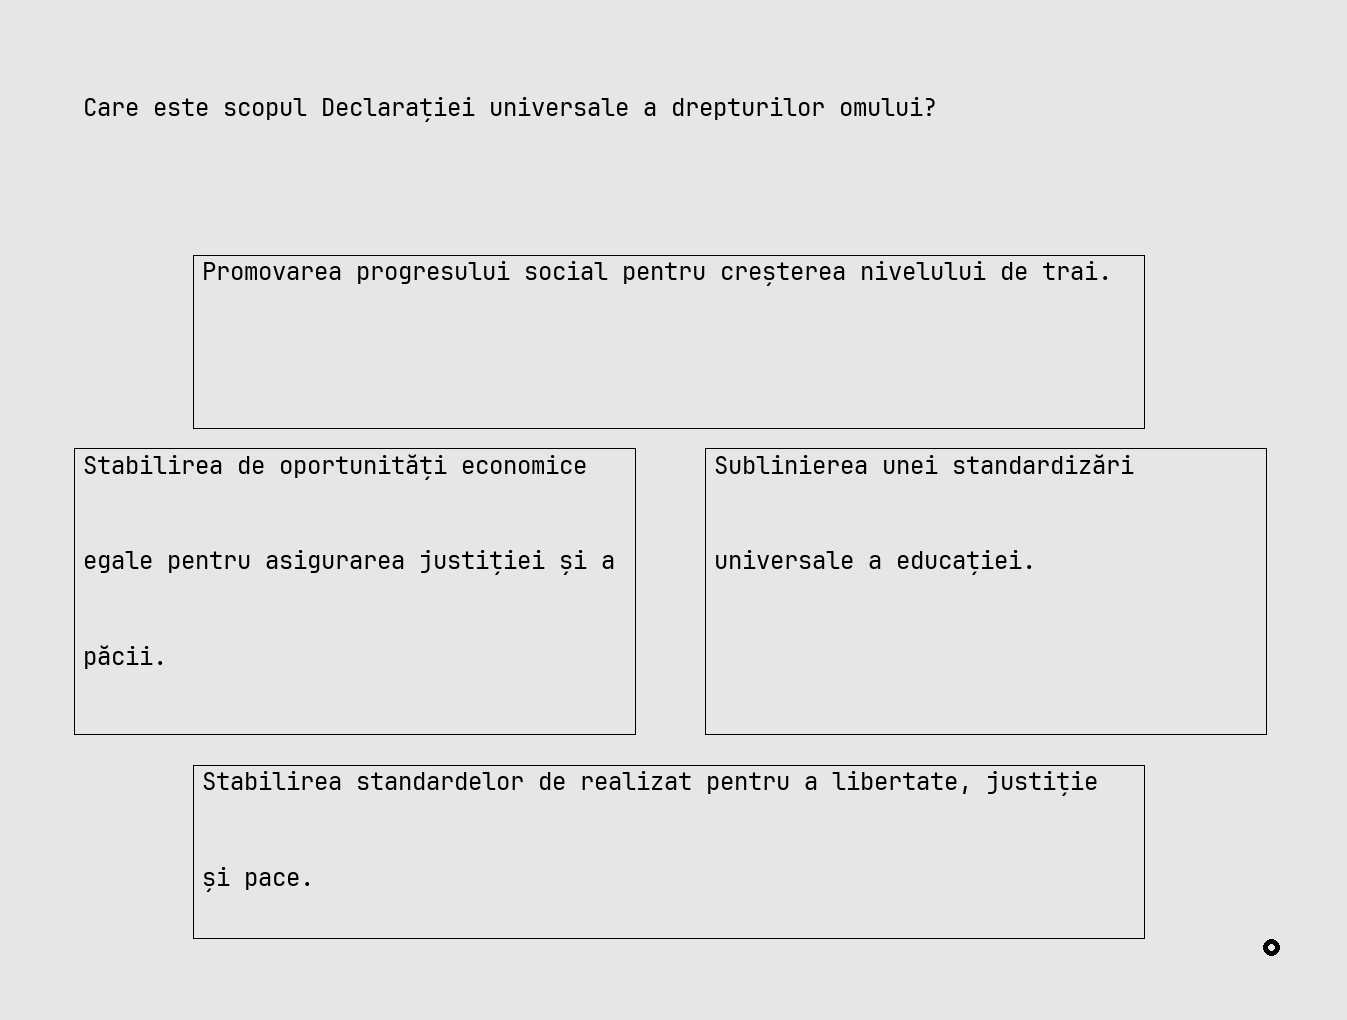 Care este scopul Declarației universale a drepturilor omului?
Promovarea progresului social pentru creșterea nivelului de trai.
Stabilirea de oportunități economice
egale pentru asigurarea justiției și a
păcii.
Sublinierea unei standardizări
universale a educației.
Stabilirea standardelor de realizat pentru a libertate, justiție
și pace.